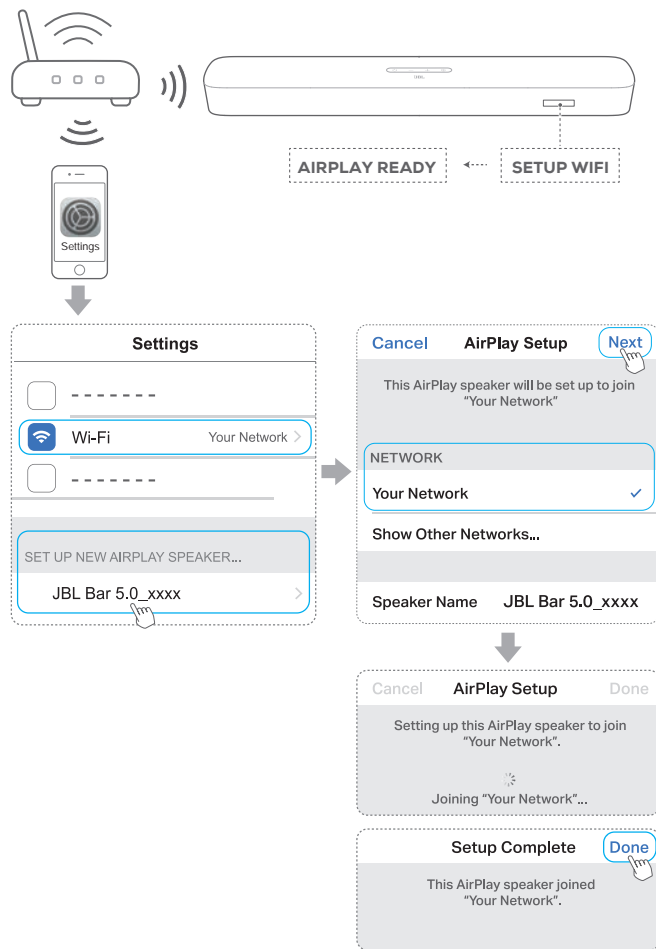 JBL
AIRPLAY READY
SETUP WIFI
Settings
Settings
Wi-Fi
Your Network
SET UP NEW AIRPLAY SPEAKER...
JBL Bar 5.0_xxxx
Cancel
AirPlay Setup
Next
This AirPlay speaker will be set up to join
“Your Network”
NETWORK
Your Network
Show Other Networks...
Speaker Name
JBL Bar 5.0_xxxx
Cancel
AirPlay Setup
Done
Setting up this AirPlay speaker to join
“Your Network”.
Joining “Your Network”...
Setup Complete
Done
This AirPlay speaker joined
“Your Network”.